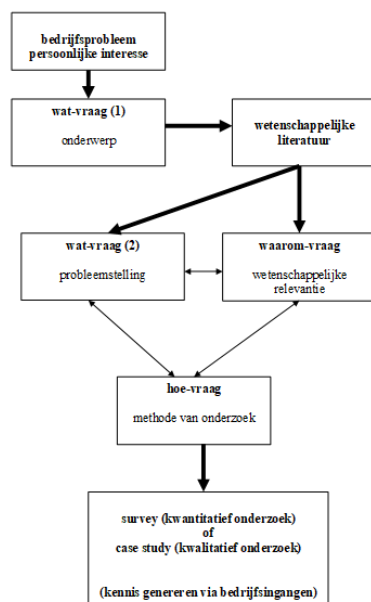 bedrijfsprobleem
persoonlijke interesse
wat-vraag (1)
onderwerp
wetenschappelijke
literatuur
wat-vraag (2)
probleemstelling
waarom-vraag
wetenschappelijke
relevantie
hoe-vraag
methode van onderzoek
survey (kwantitatief onderzoek)
of
case study (kwalitatief onderzoek)
(kennis genereren via bedrijfsingangen)